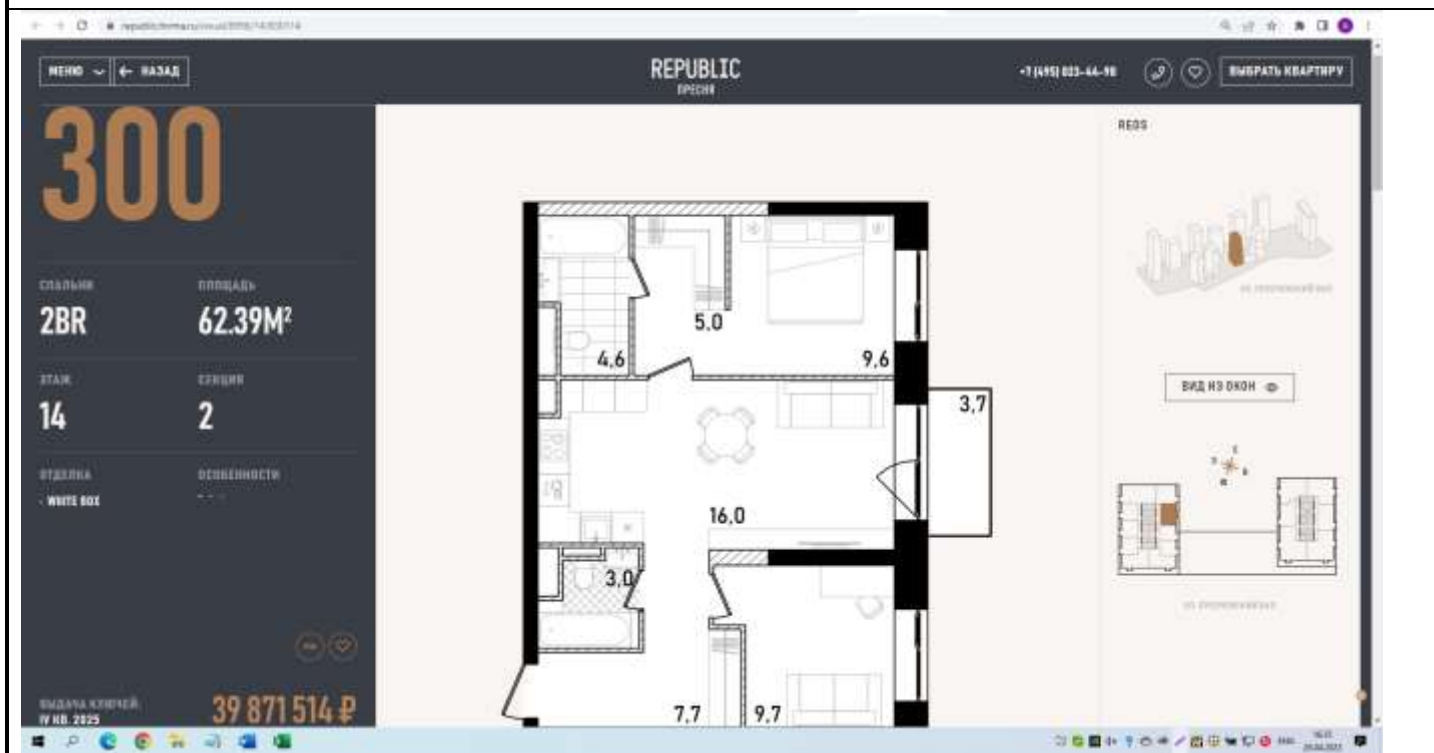 МЕНЮ
← НАЗАД
REPUBLIC
ПРЕСНЯ
ВЫБРАТЬ КВАРТИРУ
300
REDS
СПАЛЬНИ
ПЛОЩАДЬ
2BR
62.39М²
ЭТАЖ
СЕКЦИЯ
14
2
ОТДЕЛКА
ОСОБЕННОСТИ
- WHITE BOX
- - -
ВЫДАЧА КЛЮЧЕЙ:
IV КВ. 2025
39 871 514 ₽
5.0
4.6
9.6
3,7
16,0
3,0
7.7
9.7
ВИД ИЗ ОКОН